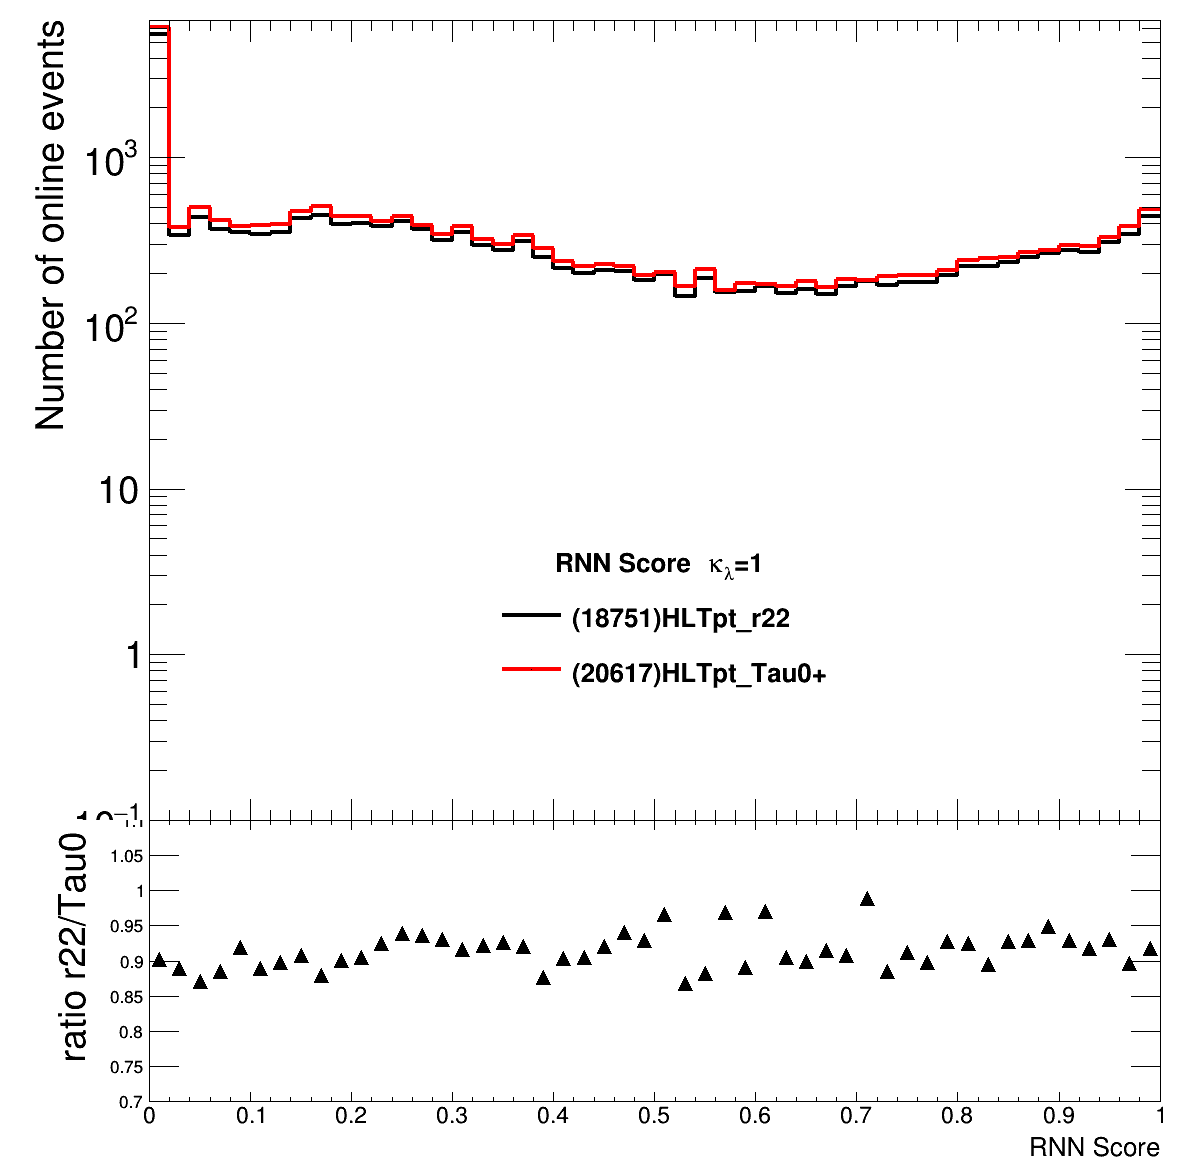 Number of online events
10³
10²
10
1
RNN Score κλ=1
(18751)HLTpt_r22
(20617)HLTpt_Tau0+
ratio r22/Tau0
1.05
1
0.95
0.9
0.85
0.8
0.75
0.7
0 0.1 0.2 0.3 0.4 0.5 0.6 0.7 0.8 0.9 1
RNN Score